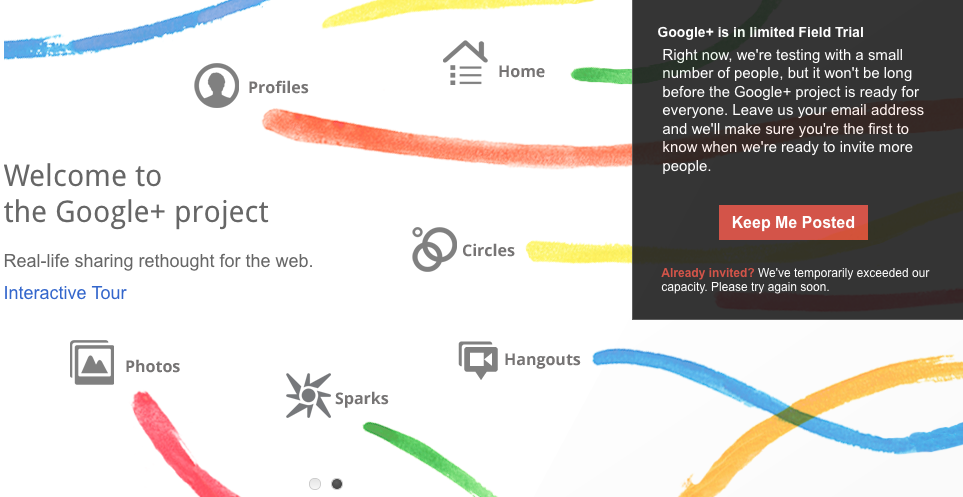 Profiles
Home
Welcome to
the Google+ project
Real-life sharing rethought for the web.
Interactive Tour
Circles
Photos
Sparks
Hangouts
Google+ is in limited Field Trial
Right now, we're testing with a small
number of people, but it won't be long
before the Google+ project is ready for
everyone. Leave us your email address
and we'll make sure you're the first to
know when we're ready to invite more
people.
Keep Me Posted
Already invited? We've temporarily exceeded our
capacity. Please try again soon.